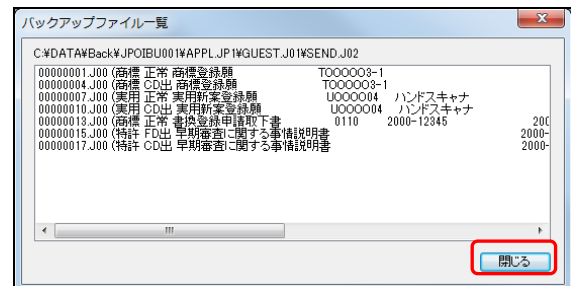 バックアップファイル一覧
C:¥DATA¥Back¥JPOIBU001¥APPL.JP1¥GUEST.J01¥SEND.J02
00000001.J00 (商標 正常 商標登録願 TOOOOO3-1
00000004.J00 (商標 CD出 商標登録願 TOOOOO3-1
00000007.J00 (実用 正常 実用新案登録願 UOOOO04 ハンドスキャナ
00000010.J00 (実用 CD出 実用新案登録願 UOOOO04 ハンドスキャナ
00000013.J00 (商標 正常 書換登録申請取下書 0110 2000-12345 200
00000015.J00 (特許 FD出 早期審査に関する事情説明書 2000-
00000017.J00 (特許 CD出 早期審査に関する事情説明書 2000-
閉じる